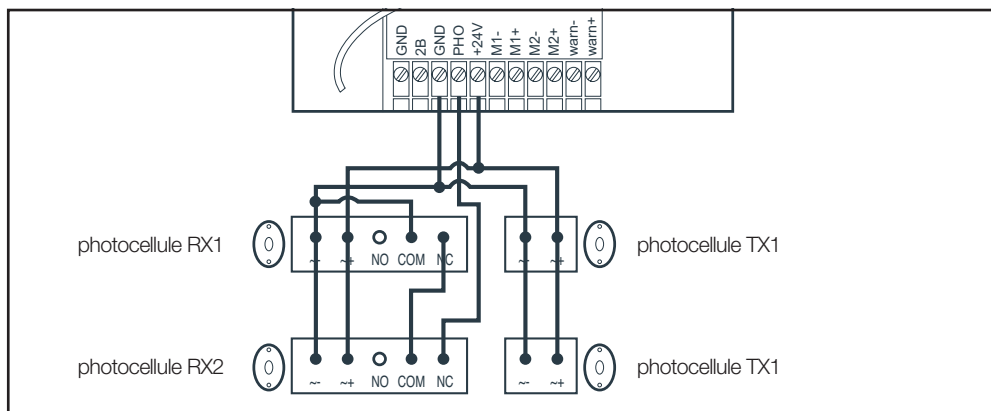 GND 2B GND PHO +24V M1- M1+ M2- M2+ warn- warn+
photocellule RX1
~- ~+ NO COM NC
~- ~+
photocellule TX1
photocellule RX2
~- ~+ NO COM NC
~- ~+
photocellule TX1